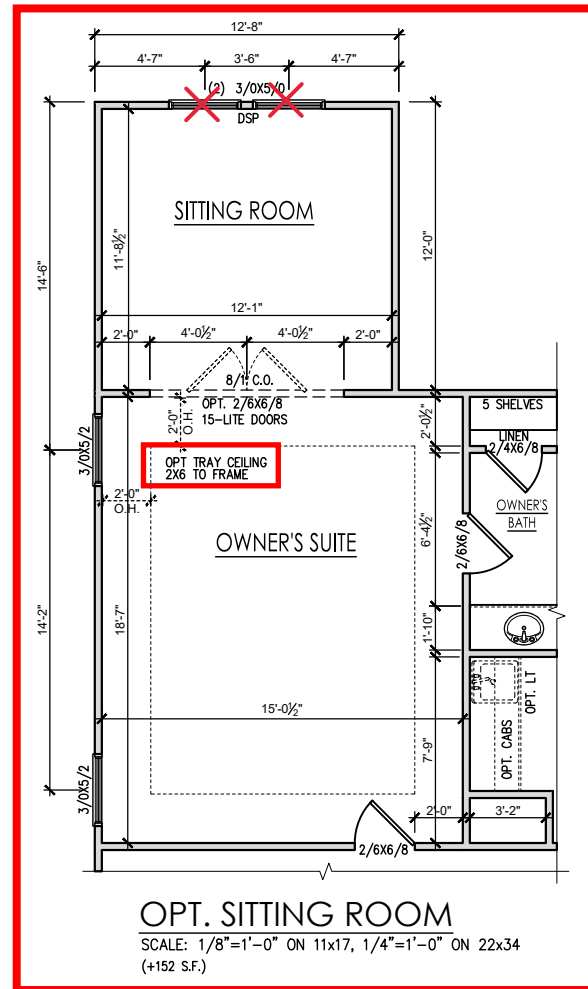 12'-8"
4'-7" 3'-6" 4'-7"
(2) 3/0X5/0
DSP
SITTING ROOM
14'-6"
11'-8½"
12'-0"
12'-1"
2'-0" 4'-0½" 4'-0½" 2'-0"
8/1 C.O.
OPT. 2/6X6/8
15-LITE DOORS
2'-0"
O.H.
5 SHELVES
LINEN
2/4X6/8
2'-0½"
3/0X5/2
OPT TRAY CEILING
2X6 TO FRAME
2'-0"
O.H.
OWNER'S
BATH
OWNER'S SUITE
6'-4½"
2/6X6/8
14'-2"
18'-7"
1'-10"
15'-0½"
OPT. LT
OPT. CABS
7'-9"
3/0X5/2
2'-0" 3'-2"
2/6X6/8
OPT. SITTING ROOM
SCALE: 1/8"=1'-0" ON 11x17, 1/4"=1'-0" ON 22x34
(+152 S.F.)